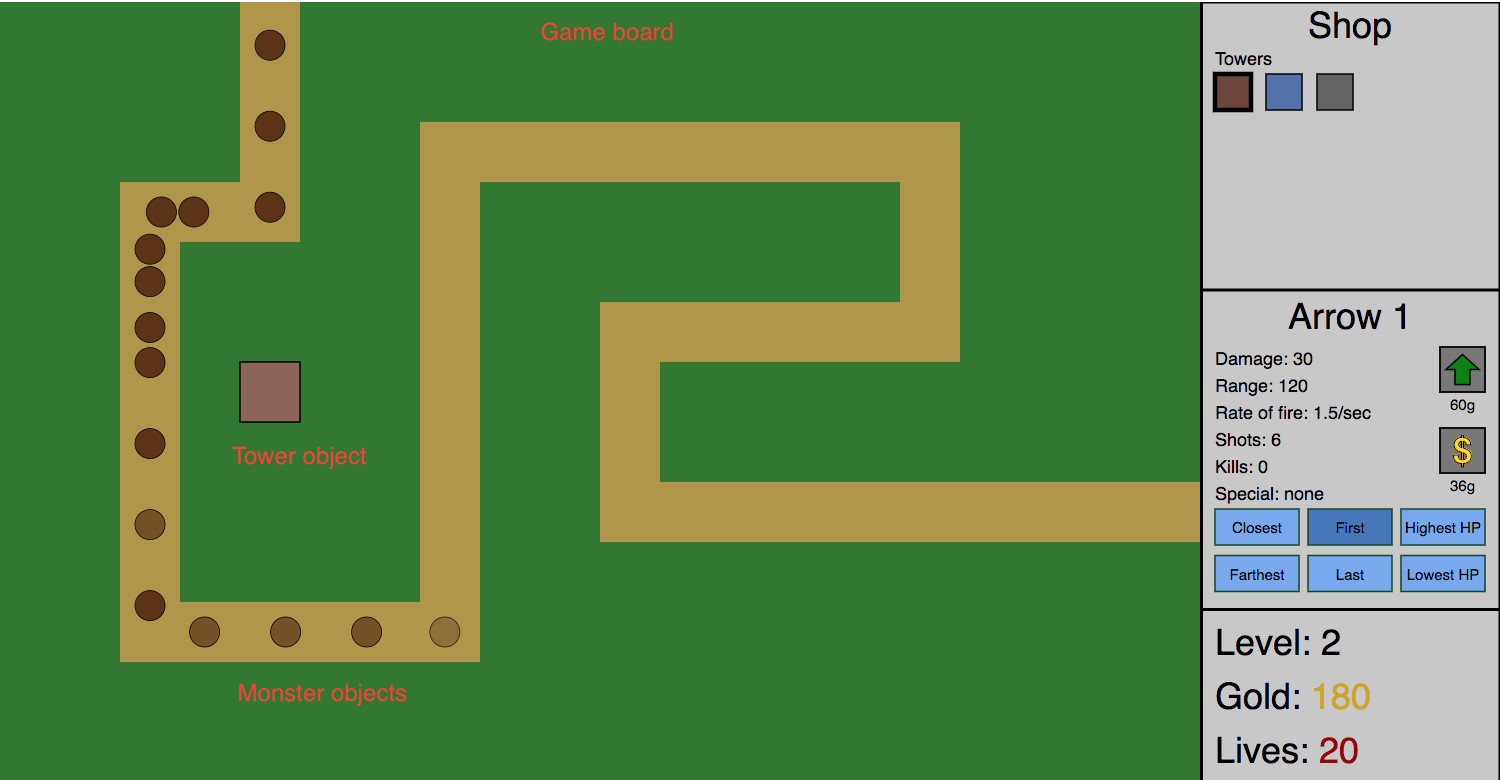 Game board
Tower object
Monster objects
Shop
Towers
Arrow 1
Damage: 30
Range: 120
Rate of fire: 1.5/sec
Shots: 6
Kills: 0
Special: none
60g
$
36g
Closest
First
Highest HP
Farthest
Last
Lowest HP
Level: 2
Gold: 180
Lives: 20